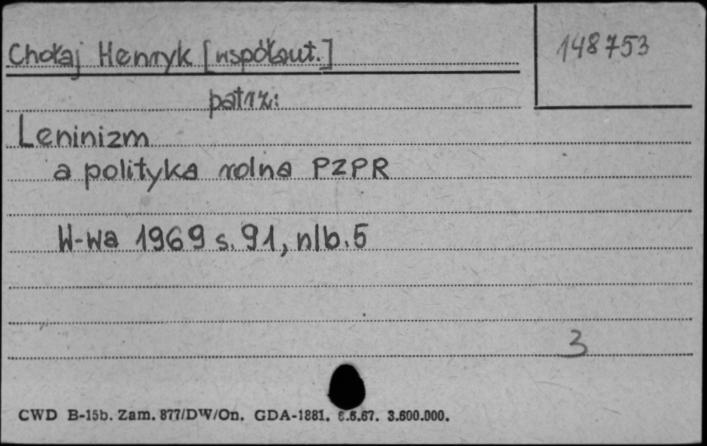 Chołaj Henryk [współaut.]
148753
patrz:
Leninizm
a polityka rolna PZPR
W-wa 1969 s. 91, nlb. 5
3
CWD B-15b. Zam. 877/DW/On. GDA-1881. 6.5.67. 3.600.000.